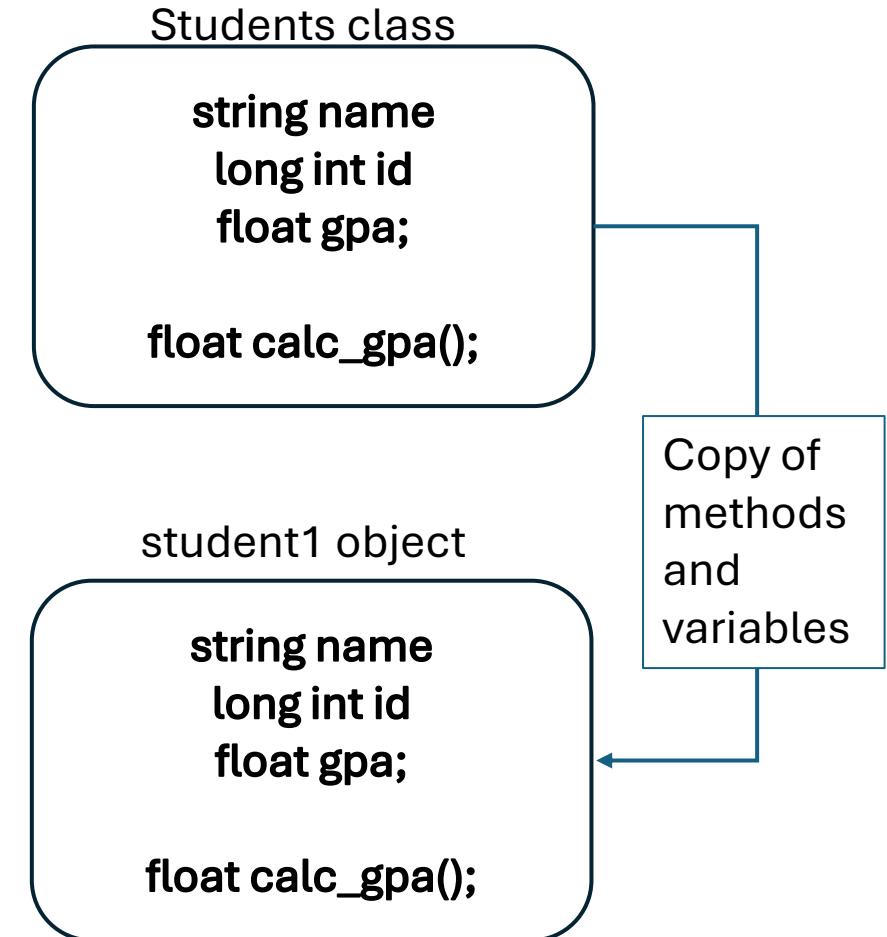 Students class
string name
long int id
float gpa;
float calc_gpa();
Copy of
methods
and
variables
student1 object
string name
long int id
float gpa;
float calc_gpa();